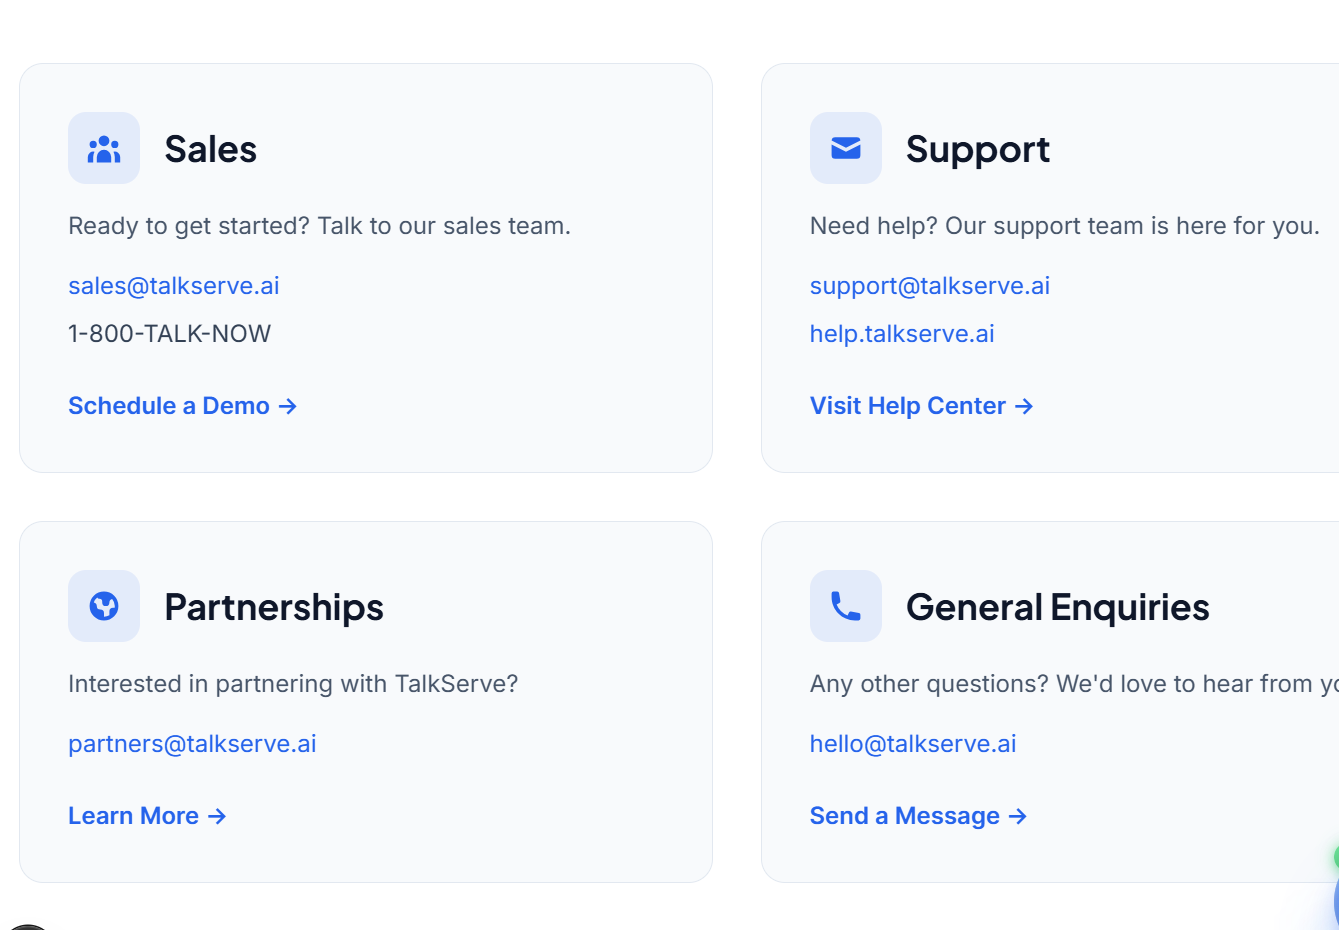 Sales
Ready to get started? Talk to our sales team.
sales@talkserve.ai
1-800-TALK-NOW
Schedule a Demo →
Support
Need help? Our support team is here for you.
support@talkserve.ai
help.talkserve.ai
Visit Help Center →
Partnerships
Interested in partnering with TalkServe?
partners@talkserve.ai
Learn More →
General Enquiries
Any other questions? We'd love to hear from
hello@talkserve.ai
Send a Message →